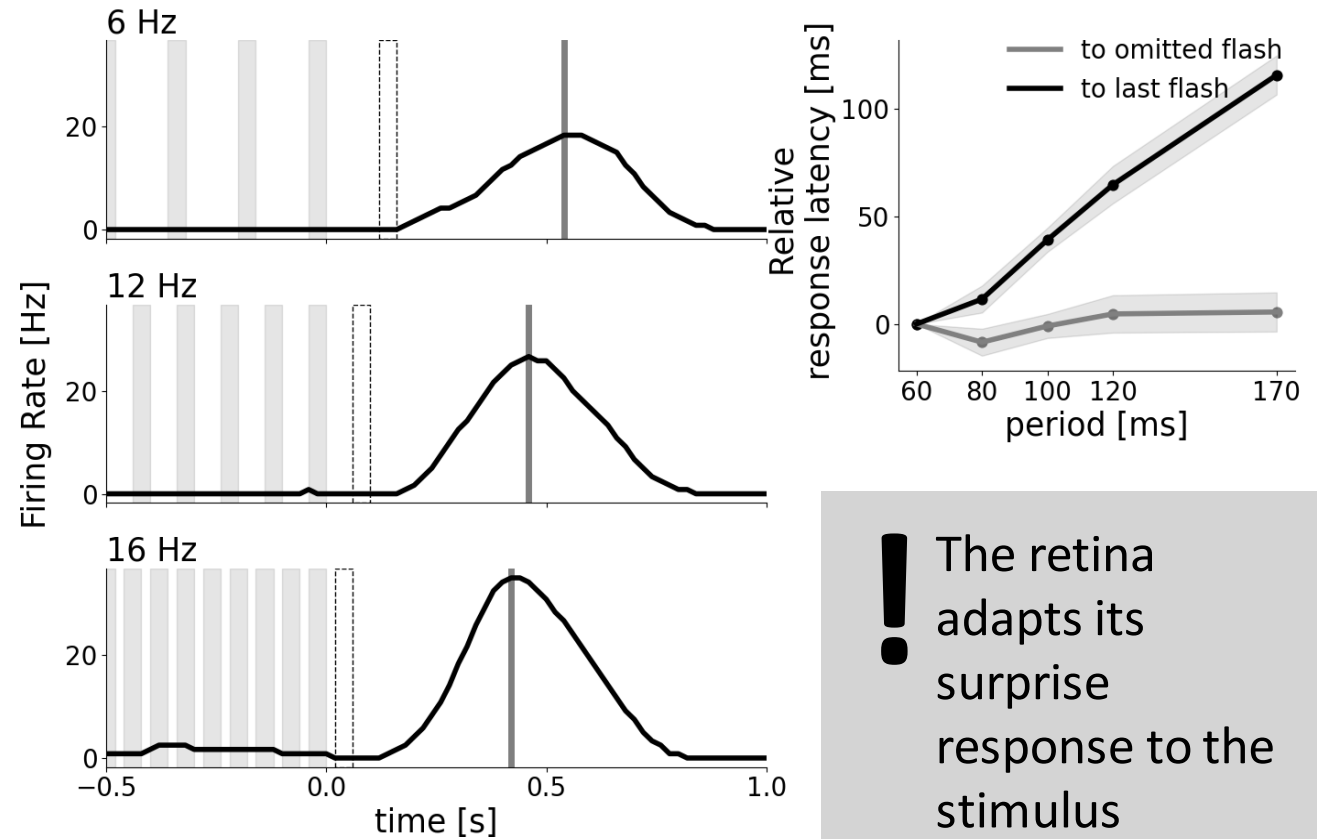 6 Hz
20
0
12 Hz
20
0
16 Hz
20
0
−0.5
0.0
0.5
1.0
time [s]
Firing Rate [Hz]
Relative
response latency [ms]
to omitted flash
to last flash
100
50
0
60
80
100
120
170
period [ms]
!
The retina
adapts its
surprise
response to the
stimulus